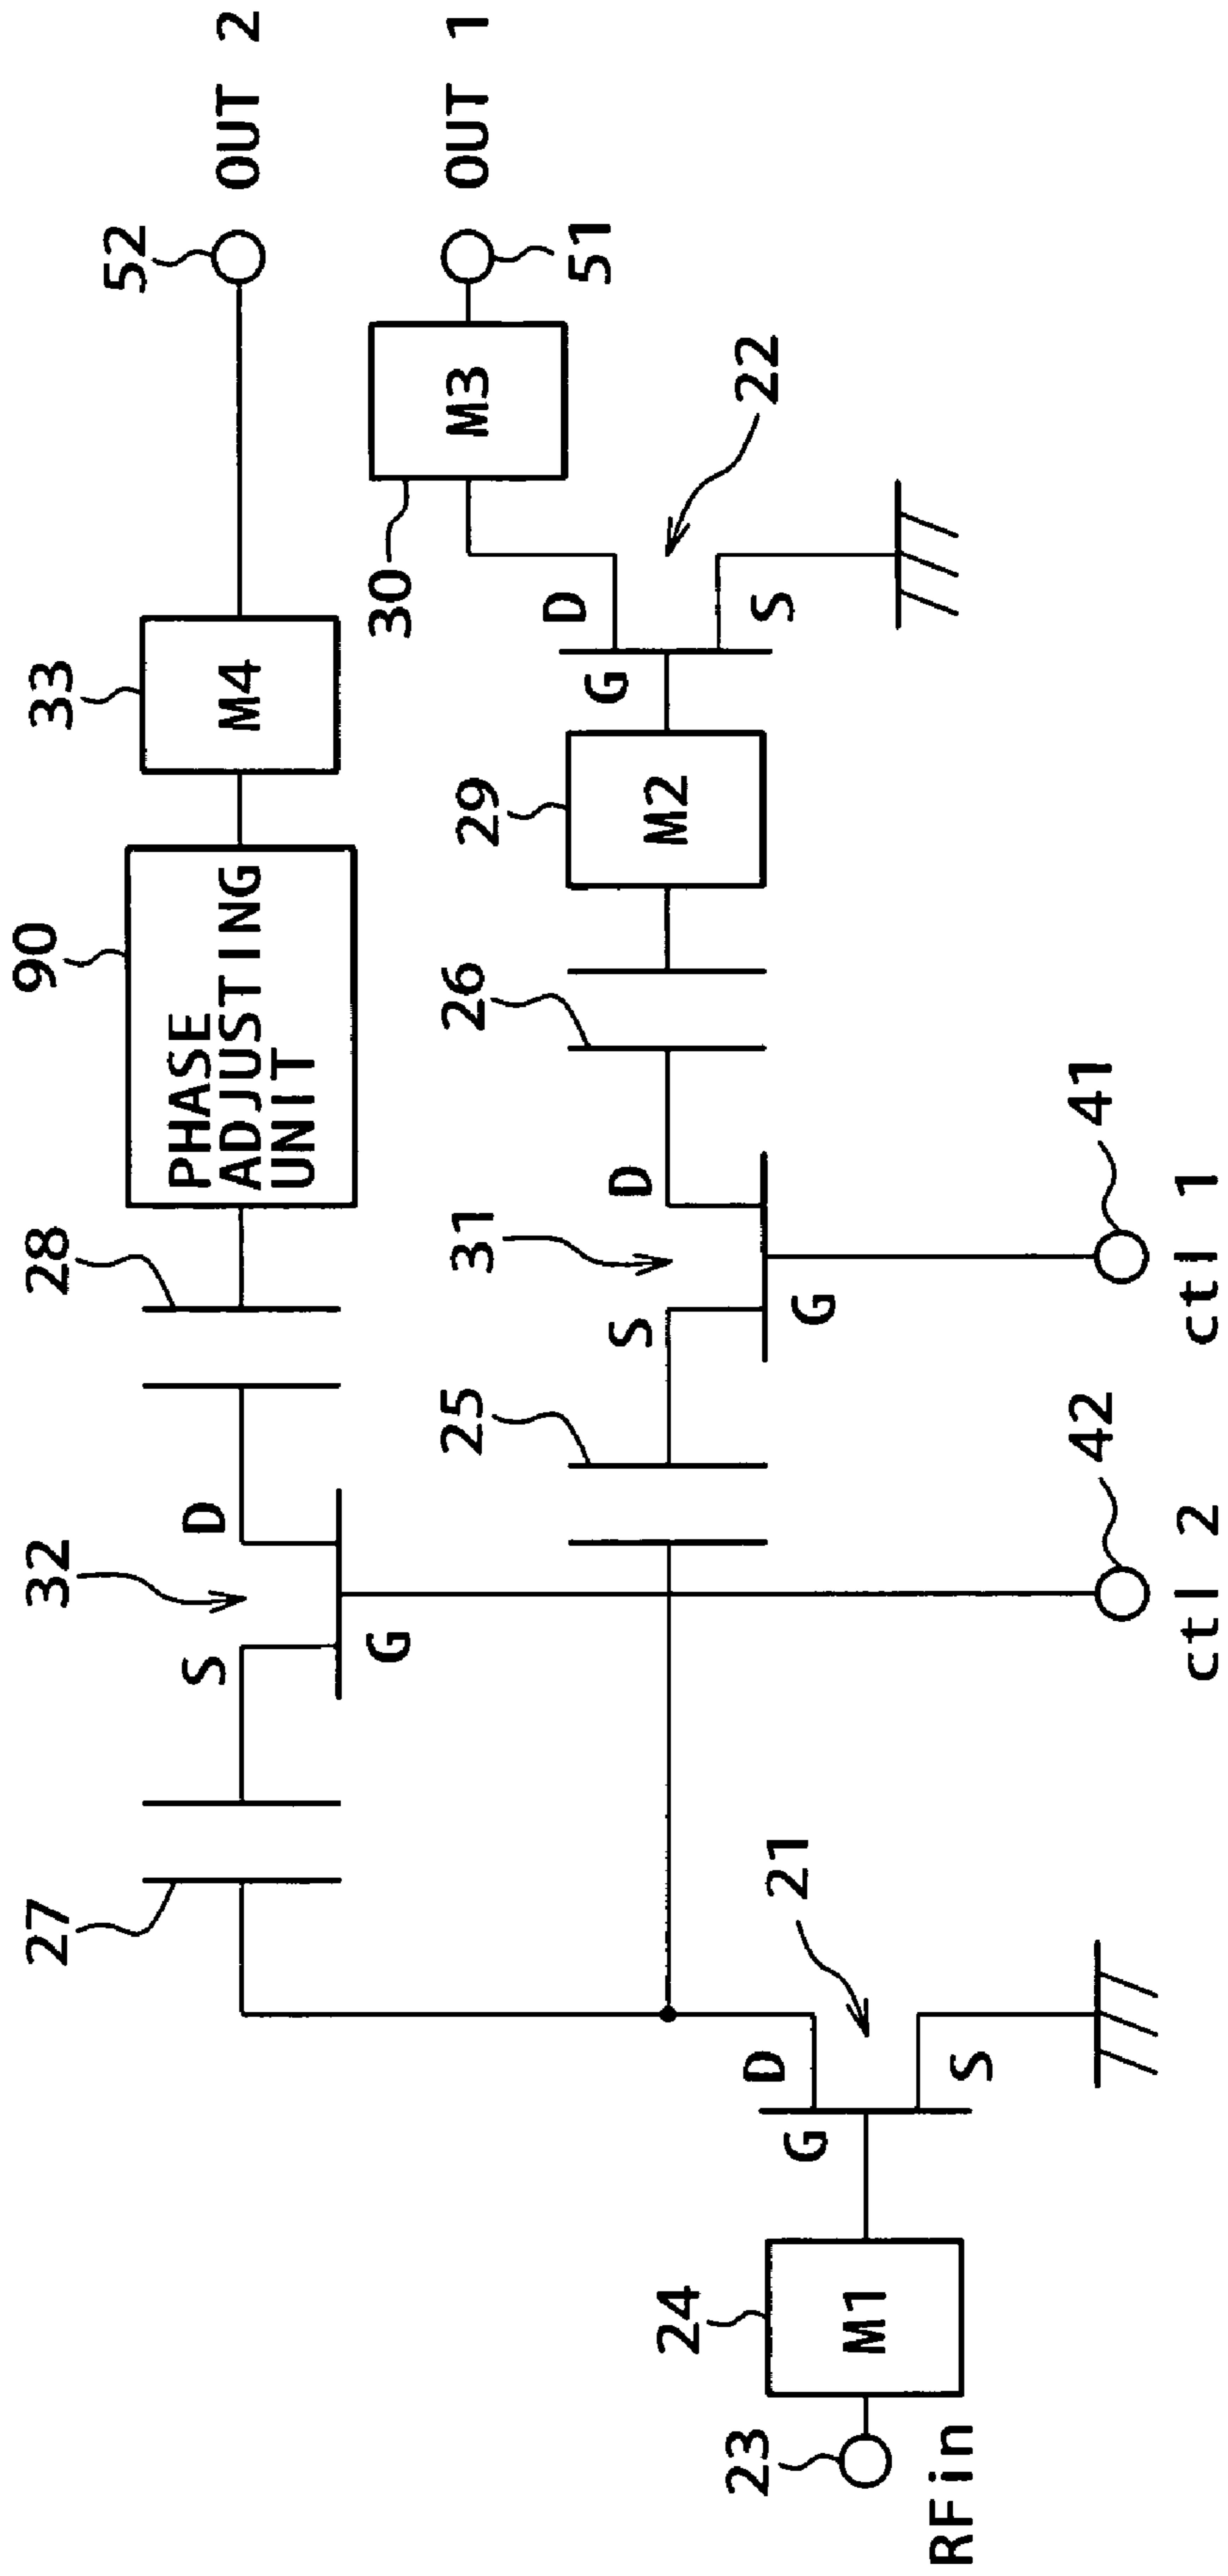 52
OUT 2
33
M4
90
PHASE
ADJUSTING
UNIT
28
32
S
D
G
27
51
OUT 1
30
M3
22
D
G
S
29
M2
26
31
S
D
G
25
41
ctl 1
42
ctl 2
21
D
G
S
24
M1
23
RFin